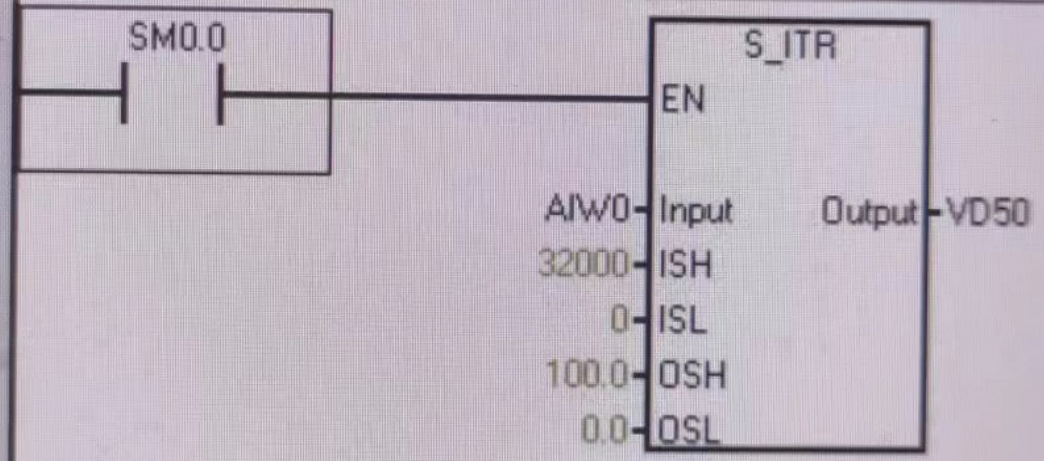 SM0.0
S_ITR
EN
AIW0 Input Output VD50
32000 ISH
0 ISL
100.0 OSH
0.0 OSL